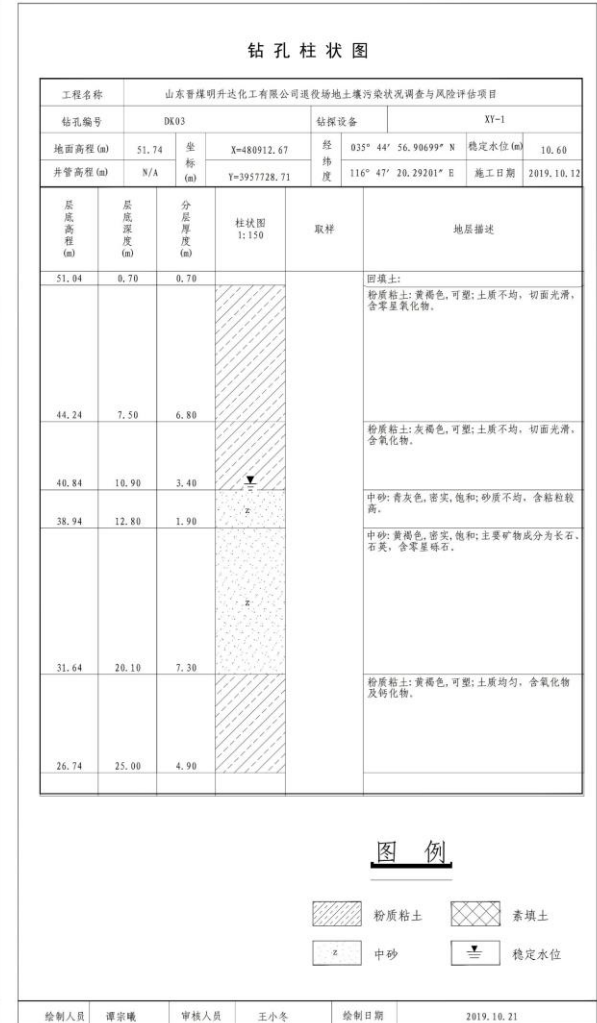 钻孔柱状图
工程名称 山东晋煤明升达化工有限公司退役场地土壤污染状况调查与风险评估项目
钻孔编号 DK03 钻探设备 XY-1
地面高程(m) 51.74 坐标(m) X=480912.67 经纬度 035° 44′ 56.90699″ N 稳定水位(m) 10.60
井管高程(m) N/A Y=3957728.71 116° 47′ 20.29201″ E 施工日期 2019.10.12
层底高程(m) 层底深度(m) 分层厚度(m) 柱状图 1:150 取样 地层描述
51.04 0.70 0.70 回填土:
粉质粘土:黄褐色,可塑;土质不均，切面光滑，
含零星氧化物。
44.24 7.50 6.80
粉质粘土:灰褐色,可塑;土质不均，切面光滑，
含氧化物。
40.84 10.90 3.40
中砂:青灰色,密实,饱和;砂质不均，含粘粒较
高。
z
38.94 12.80 1.90
中砂:黄褐色,密实,饱和;主要矿物成分为长石、
石英，含零星砾石。
z
31.64 20.10 7.30
粉质粘土:黄褐色,可塑;土质均匀，含氧化物
及钙化物。
26.74 25.00 4.90
图 例
粉质粘土 素填土
z 中砂 稳定水位
绘制人员 谭宗曦 审核人员 王小冬 绘制日期 2019.10.21